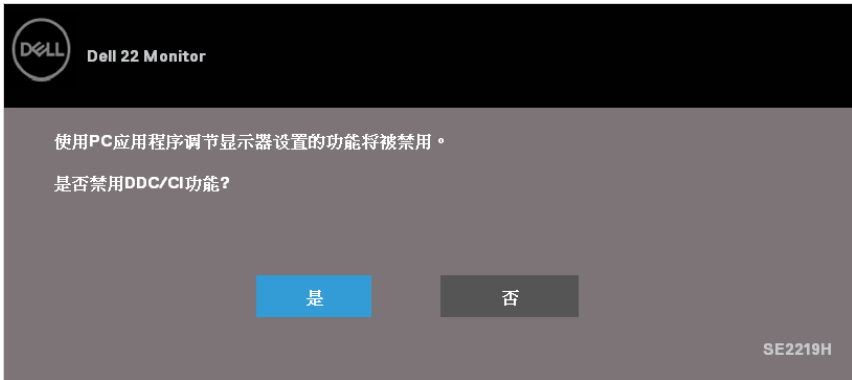 DELL
Dell 22 Monitor
使用PC应用程序调节显示器设置的功能将被禁用。
是否禁用DDC/CI功能?
是 否
SE2219H